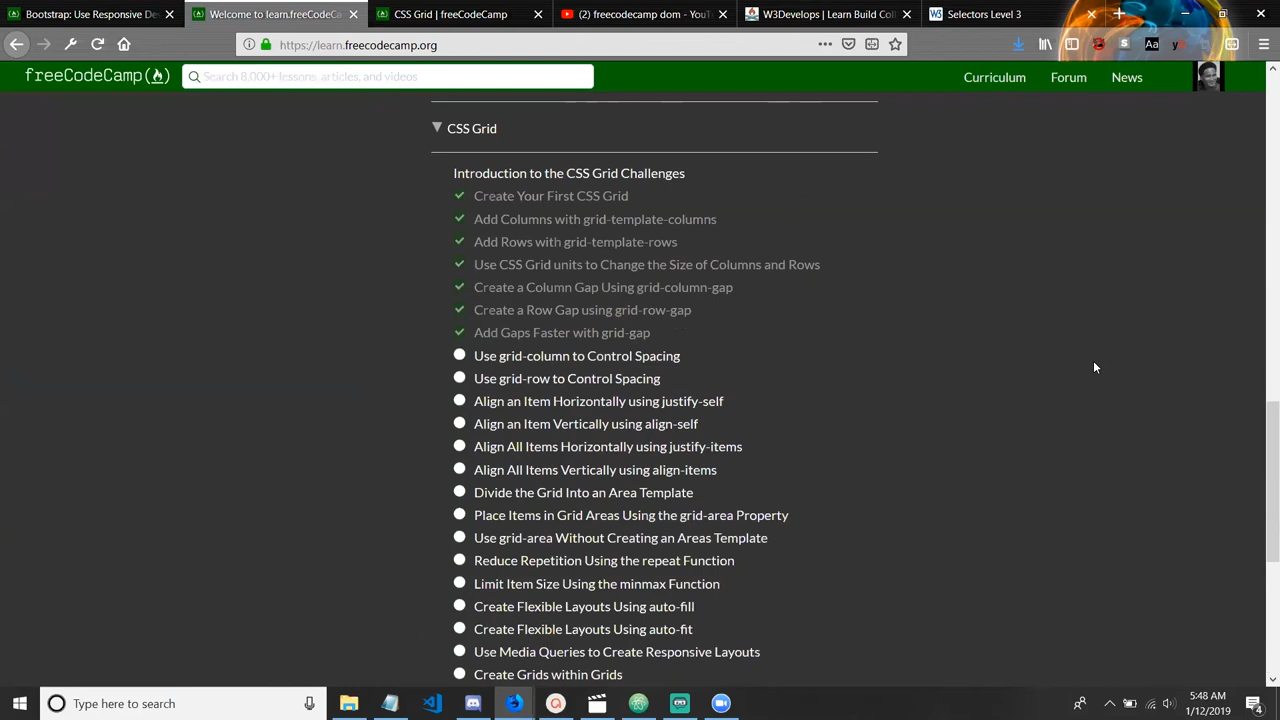 Bootstrap: Use Responsive De
Welcome to learn.freeCodeCa
CSS Grid | freeCodeCamp
(2) freecodecamp dom - YouT
W3Develops | Learn Build Coll
Selectors Level 3
https://learn.freecodecamp.org
freeCodeCamp
Search 8,000+ lessons, articles, and videos
Curriculum
Forum
News
CSS Grid
Introduction to the CSS Grid Challenges
Create Your First CSS Grid
Add Columns with grid-template-columns
Add Rows with grid-template-rows
Use CSS Grid units to Change the Size of Columns and Rows
Create a Column Gap Using grid-column-gap
Create a Row Gap using grid-row-gap
Add Gaps Faster with grid-gap
Use grid-column to Control Spacing
Use grid-row to Control Spacing
Align an Item Horizontally using justify-self
Align an Item Vertically using align-self
Align All Items Horizontally using justify-items
Align All Items Vertically using align-items
Divide the Grid Into an Area Template
Place Items in Grid Areas Using the grid-area Property
Use grid-area Without Creating an Areas Template
Reduce Repetition Using the repeat Function
Limit Item Size Using the minmax Function
Create Flexible Layouts Using auto-fill
Create Flexible Layouts Using auto-fit
Use Media Queries to Create Responsive Layouts
Create Grids within Grids
Type here to search
5:48 AM
1/12/2019